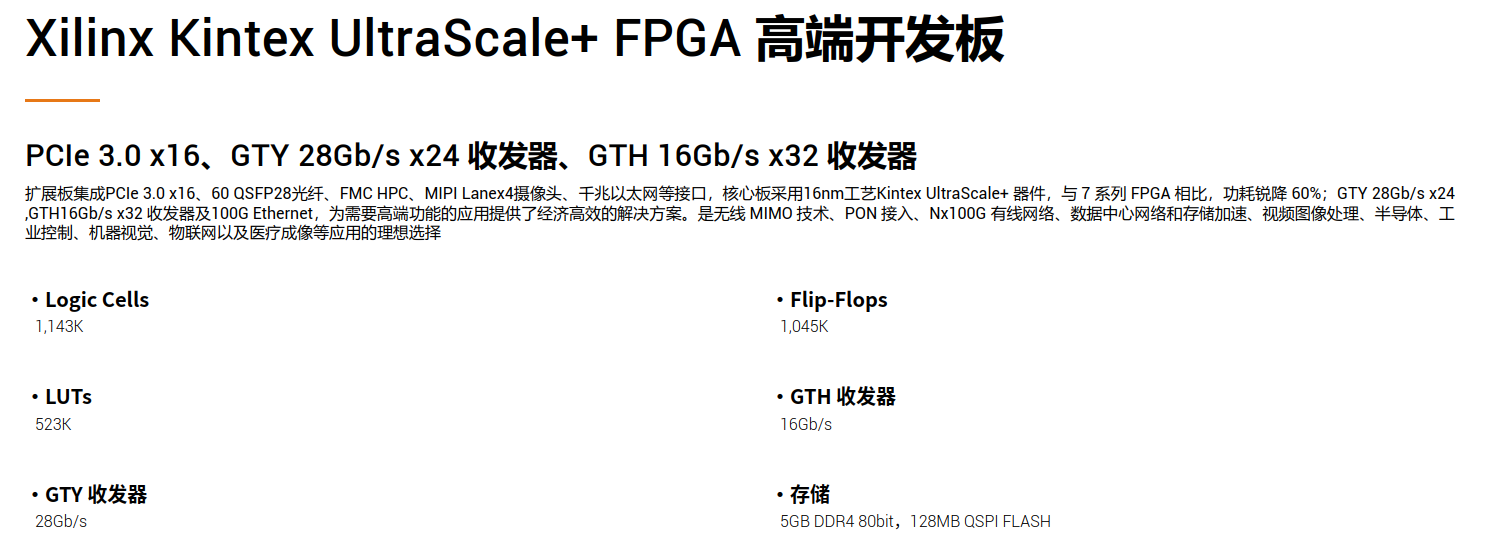 Xilinx Kintex UltraScale+ FPGA 高端开发板
PCIe 3.0 x16、GTY 28Gb/s x24 收发器、GTH 16Gb/s x32 收发器
扩展板集成PCIe 3.0 x16、60 QSFP28光纤、FMC HPC、MIPI Lanex4摄像头、千兆以太网等接口，核心板采用16nm工艺Kintex UltraScale+ 器件，与 7 系列 FPGA 相比，功耗锐降 60%；GTY 28Gb/s x24
,GTH16Gb/s x32 收发器及100G Ethernet，为需要高端功能的应用提供了经济高效的解决方案。是无线 MIMO 技术、PON 接入、Nx100G 有线网络、数据中心网络和存储加速、视频图像处理、半导体、工
业控制、机器视觉、物联网以及医疗成像等应用的理想选择
• Logic Cells
1,143K
• Flip-Flops
1,045K
• LUTs
523K
• GTH 收发器
16Gb/s
• GTY 收发器
28Gb/s
• 存储
5GB DDR4 80bit，128MB QSPI FLASH